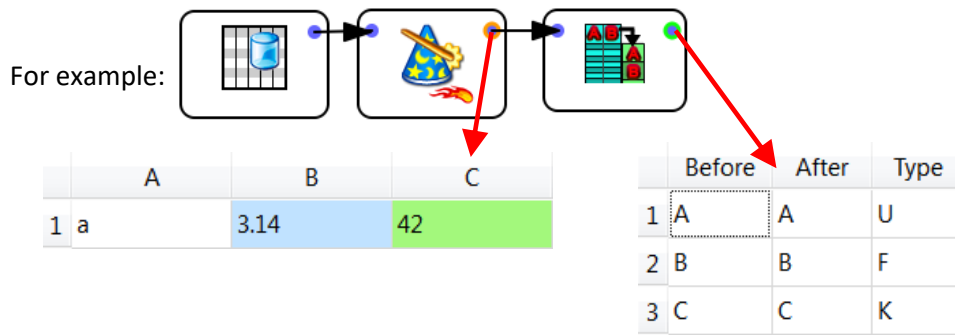 A B
A
B
For example:
A B C
1 a 3.14 42
Before After Type
1 A A U
2 B B F
3 C C K